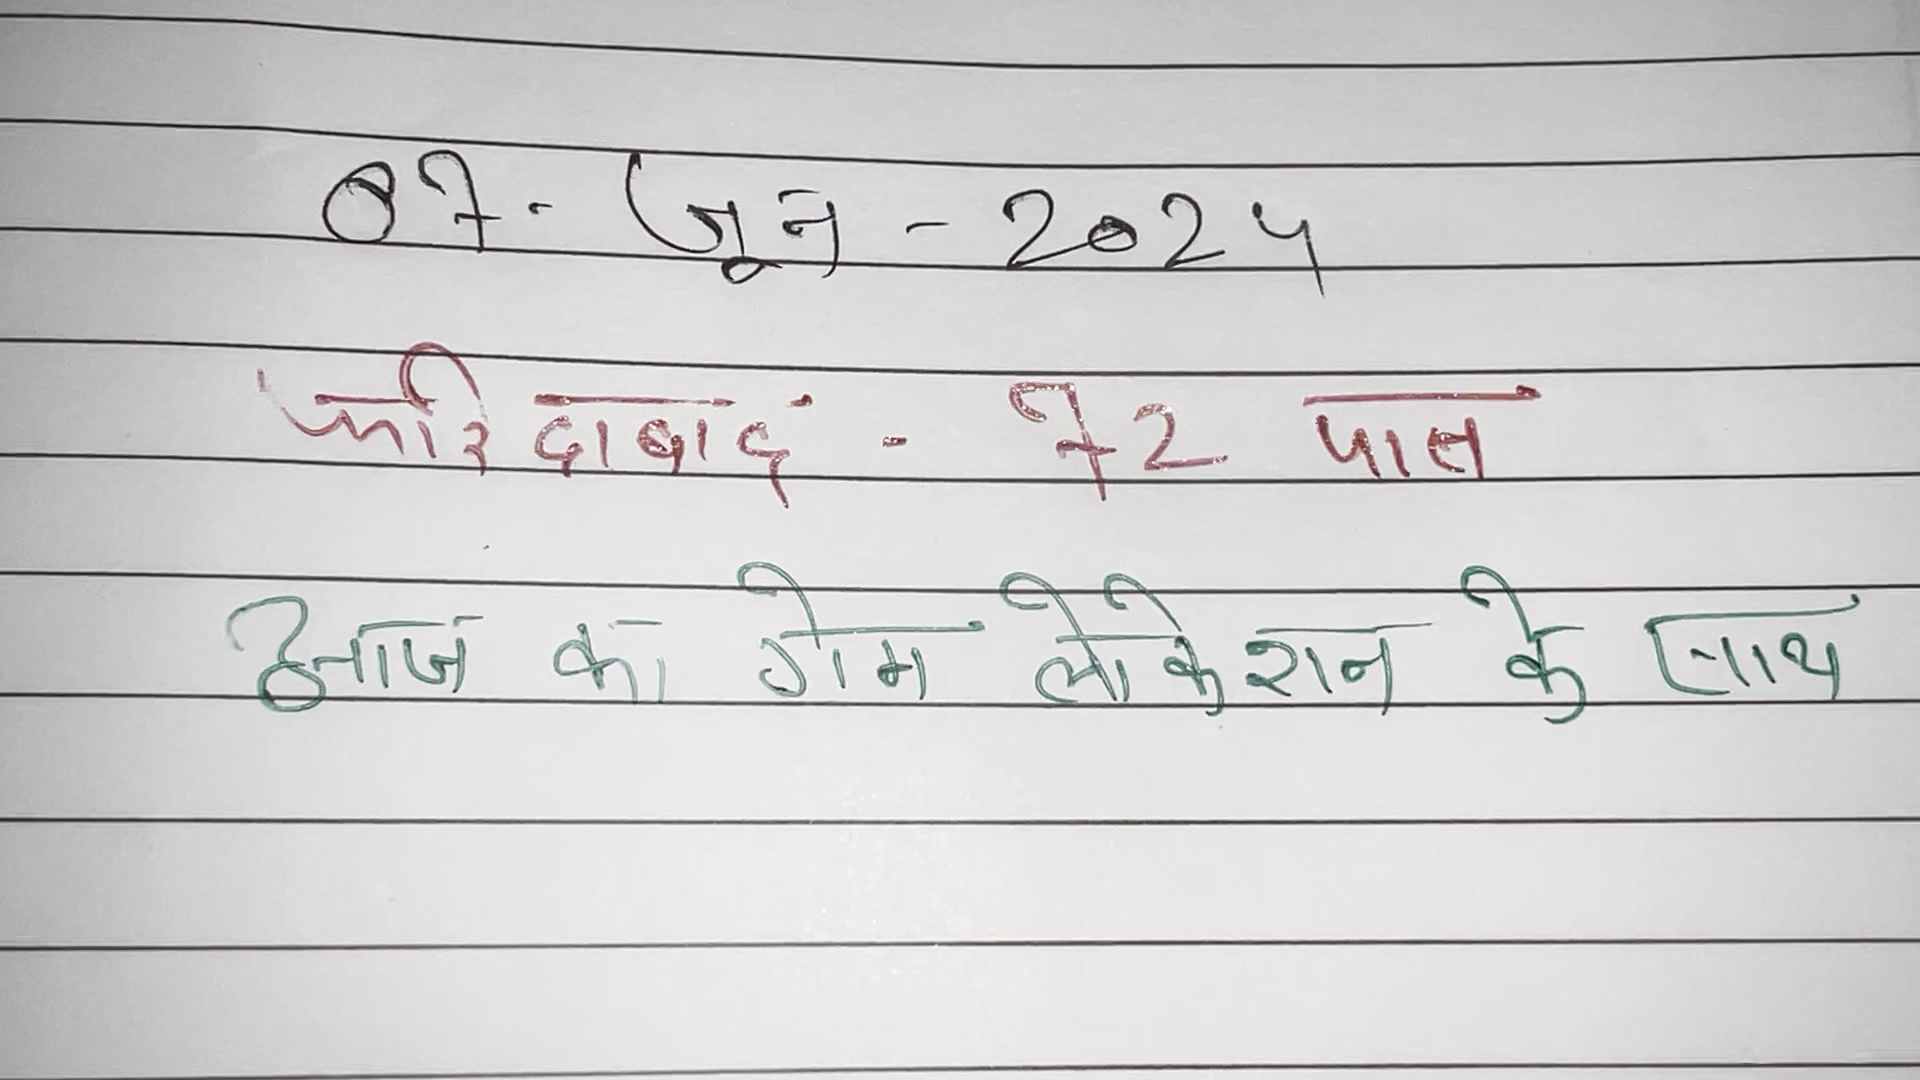 07 - जून - 2024
फरिदाबाद - 72 पास
आज का गेम लोकेशन के साथ